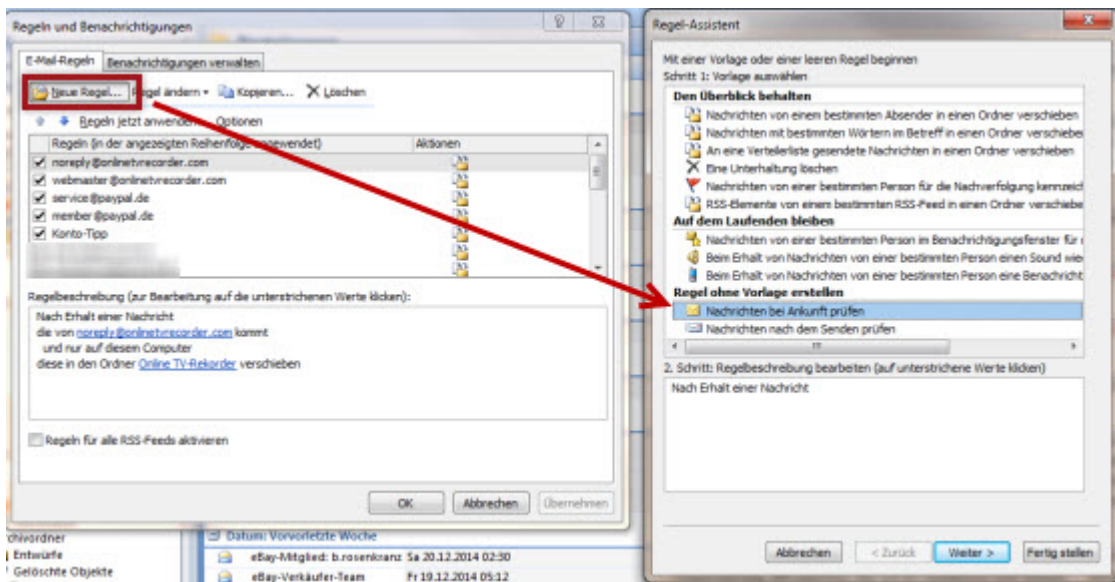 Regeln und Benachrichtigungen
E-Mail-Regeln Benachrichtigungen verwalten
Neue Regel... Regel ändern Kopieren... Löschen
Regeln jetzt anwenden... Optionen
Regeln (in der angezeigten Reihenfolge angewendet) Aktionen
noreply@onlinetvrecorder.com
webmaster@onlinetvrecorder.com
service@paypal.de
member@paypal.de
Konto-Tipp
Regelbeschreibung (zur Bearbeitung auf die unterstrichenen Werte klicken):
Nach Erhalt einer Nachricht
die von noreply@onlinetvrecorder.com kommt
und nur auf diesem Computer
diese in den Ordner Online TV-Rekorder verschieben
Regeln für alle RSS-Feeds aktivieren
OK Abbrechen Übernehmen
chivordner
Entwürfe
Gelöschte Objekte
Datum: Vorvorletzte Woche
eBay-Mitglied: b.rosenkranz Sa 20.12.2014 02:30
eBay-Verkäufer-Team Fr 19.12.2014 05:12
Regel-Assistent
Mit einer Vorlage oder einer leeren Regel beginnen
Schritt 1: Vorlage auswählen
Den Überblick behalten
Nachrichten von einem bestimmten Absender in einen Ordner verschieben
Nachrichten mit bestimmten Wörtern im Betreff in einen Ordner verschiebe
An eine Verteilerliste gesendete Nachrichten in einen Ordner verschieben
Eine Unterhaltung löschen
Nachrichten von einer bestimmten Person für die Nachverfolgung kennzeich
RSS-Elemente von einem bestimmten RSS-Feed in einen Ordner verschiebe
Auf dem Laufenden bleiben
Nachrichten von einer bestimmten Person im Benachrichtigungsfenster für
Beim Erhalt von Nachrichten von einer bestimmten Person einen Sound wie
Beim Erhalt von Nachrichten von einer bestimmten Person eine Benachricht
Regel ohne Vorlage erstellen
Nachrichten bei Ankunft prüfen
Nachrichten nach dem Senden prüfen
2. Schritt: Regelbeschreibung bearbeiten (auf unterstrichene Werte klicken)
Nach Erhalt einer Nachricht
Abbrechen < Zurück Weiter > Fertig stellen